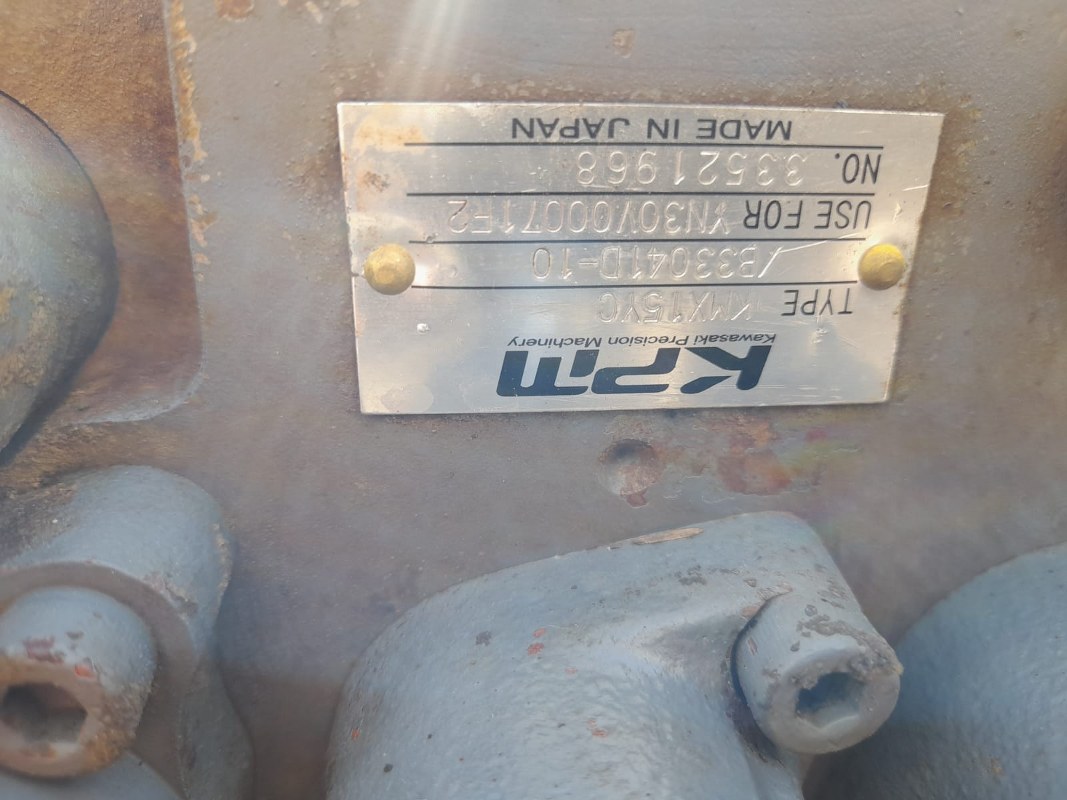 KPM
Kawasaki Precision Machinery
TYPE KMX15YC
/B33041D-10
USE FOR YN30V00071F2
NO. 33521968
MADE IN JAPAN